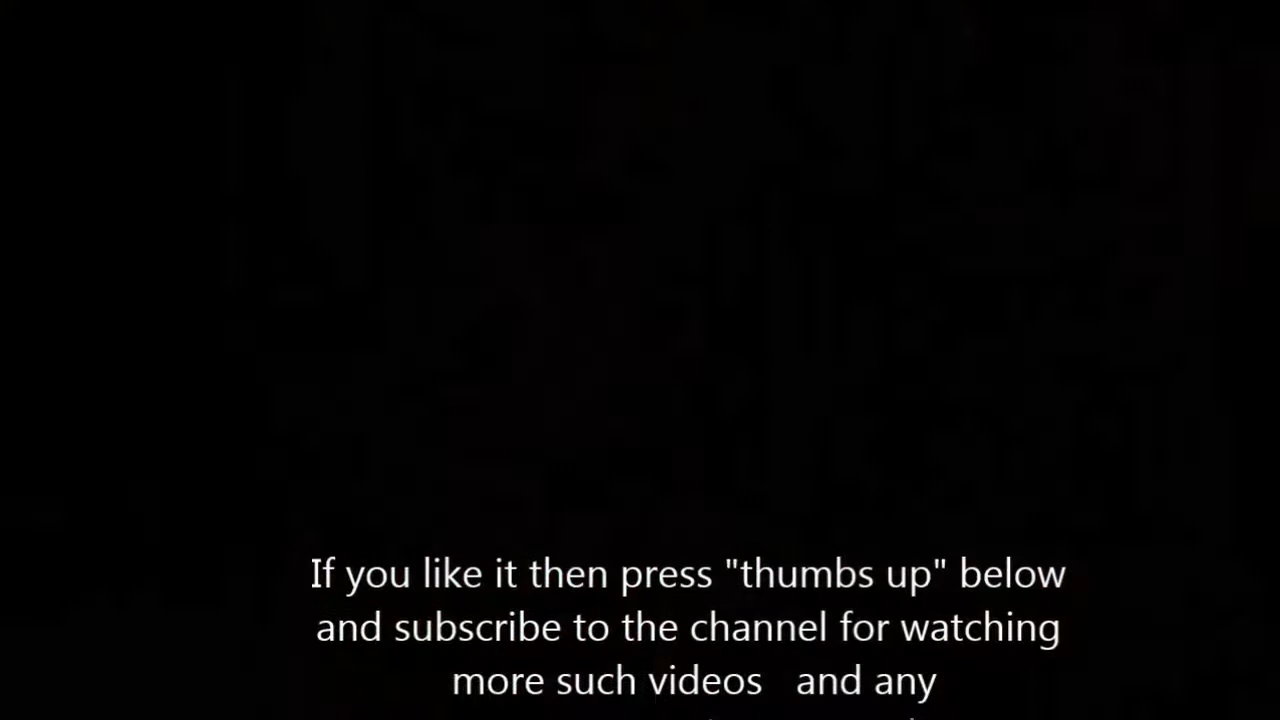 If you like it then press "thumbs up" below
and subscribe to the channel for watching
more such videos   and any